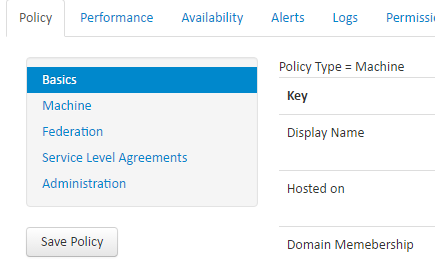 Policy Performance Availability Alerts Logs
Basics
Machine
Federation
Service Level Agreements
Administration
Save Policy
Policy Type = Machine
Key
Display Name
Hosted on
Domain Memebership